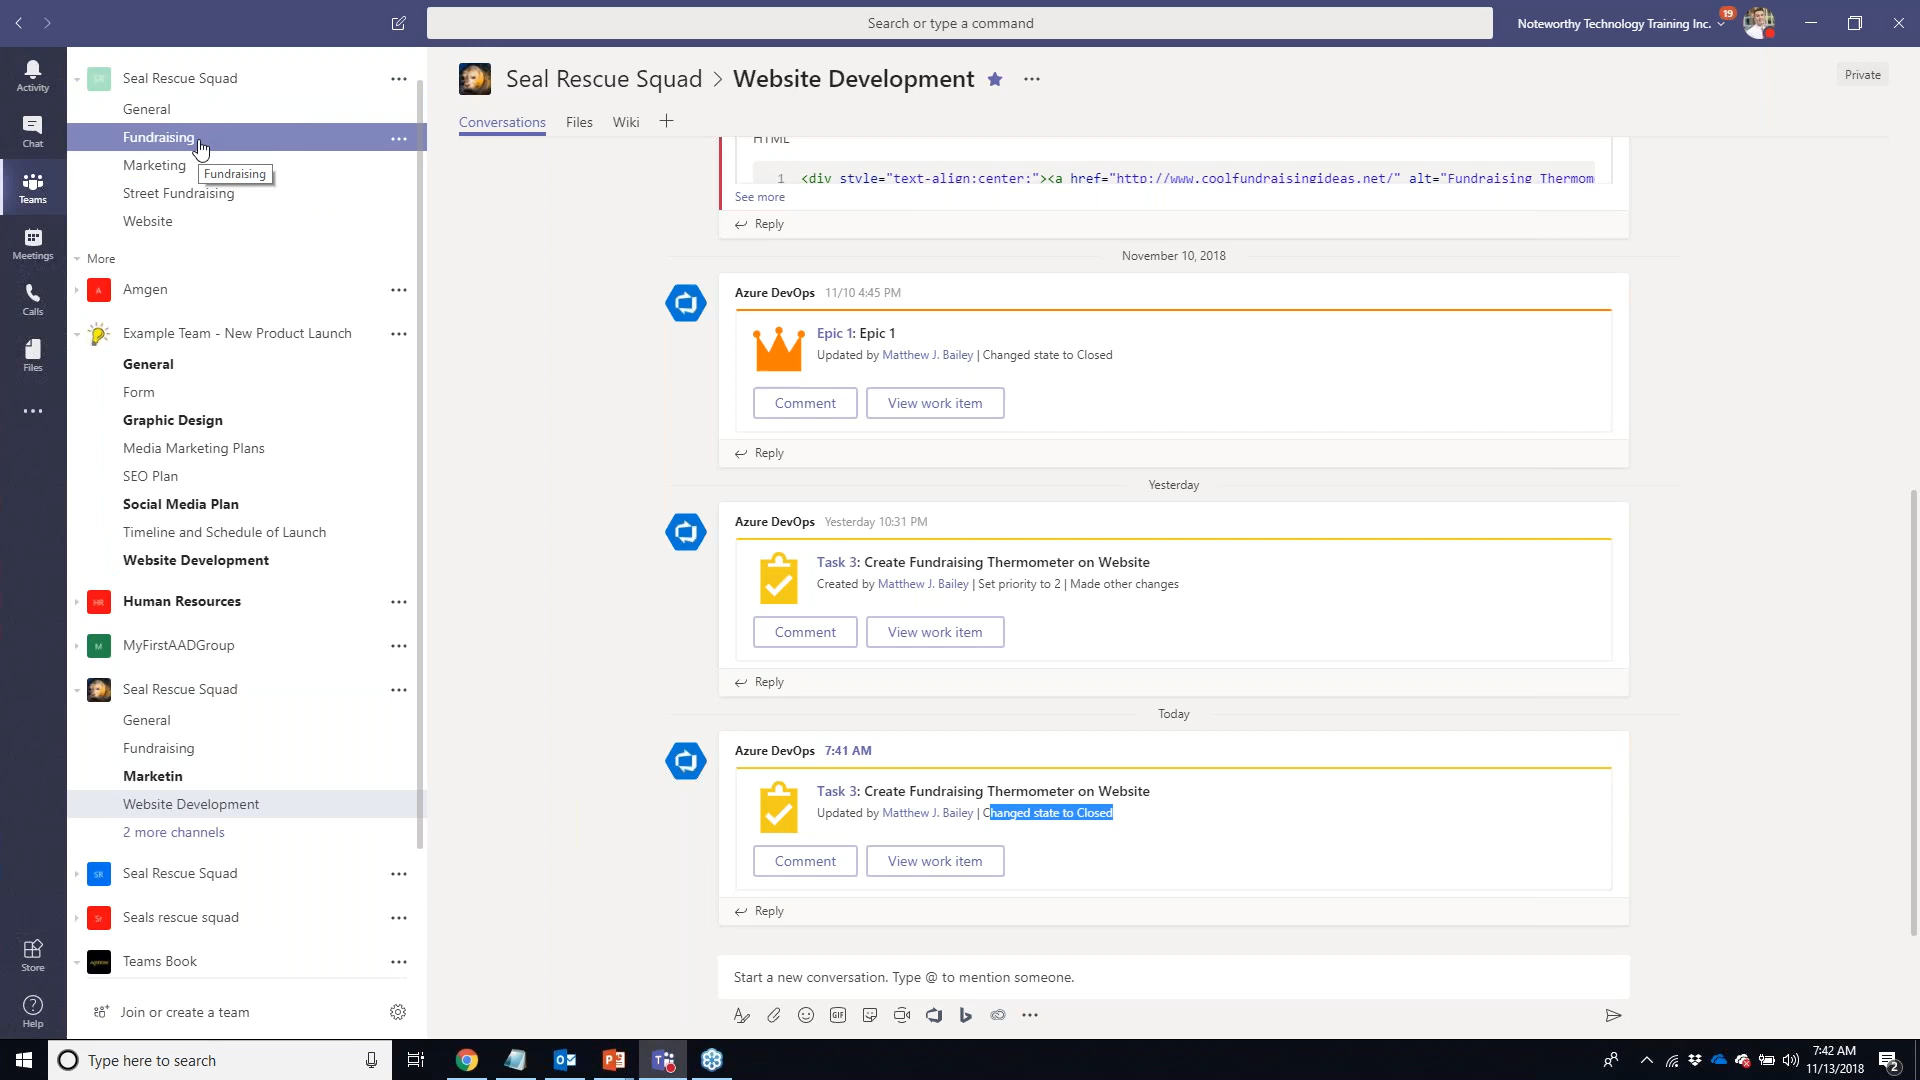 Search or type a command
Noteworthy Technology Training Inc.
19
Activity
Chat
Teams
Meetings
Calls
Files
Store
Help
SR
Seal Rescue Squad
General
Fundraising
Marketing
Fundraising
Street Fundraising
Website
More
A
Amgen
Example Team - New Product Launch
General
Form
Graphic Design
Media Marketing Plans
SEO Plan
Social Media Plan
Timeline and Schedule of Launch
Website Development
HR
Human Resources
M
MyFirstAADGroup
Seal Rescue Squad
General
Fundraising
Marketin
Website Development
2 more channels
SR
Seal Rescue Squad
Sr
Seals rescue squad
Teams Book
Join or create a team
Seal Rescue Squad > Website Development
Private
Conversations Files Wiki
HTML
1 <div style="text-align:center;"><a href="http://www.coolfundraisingideas.net/" alt="Fundraising Thermom
See more
Reply
November 10, 2018
Azure DevOps 11/10 4:45 PM
Epic 1: Epic 1
Updated by Matthew J. Bailey | Changed state to Closed
Comment View work item
Reply
Yesterday
Azure DevOps Yesterday 10:31 PM
Task 3: Create Fundraising Thermometer on Website
Created by Matthew J. Bailey | Set priority to 2 | Made other changes
Comment View work item
Reply
Today
Azure DevOps 7:41 AM
Task 3: Create Fundraising Thermometer on Website
Updated by Matthew J. Bailey | Changed state to Closed
Comment View work item
Reply
Start a new conversation. Type @ to mention someone.
GIF
Type here to search
7:42 AM
11/13/2018
2